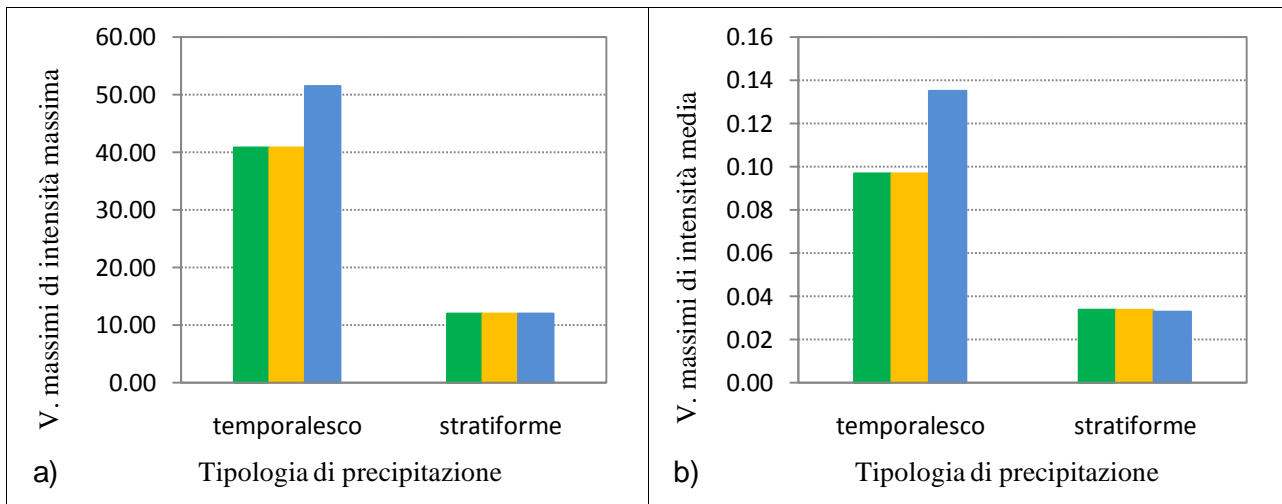 60.00
50.00
40.00
30.00
20.00
10.00
0.00
V. massimi di intensità massima
temporalesco stratiforme
a) Tipologia di precipitazione
0.16
0.14
0.12
0.10
0.08
0.06
0.04
0.02
0.00
V. massimi di intensità media
temporalesco stratiforme
b) Tipologia di precipitazione